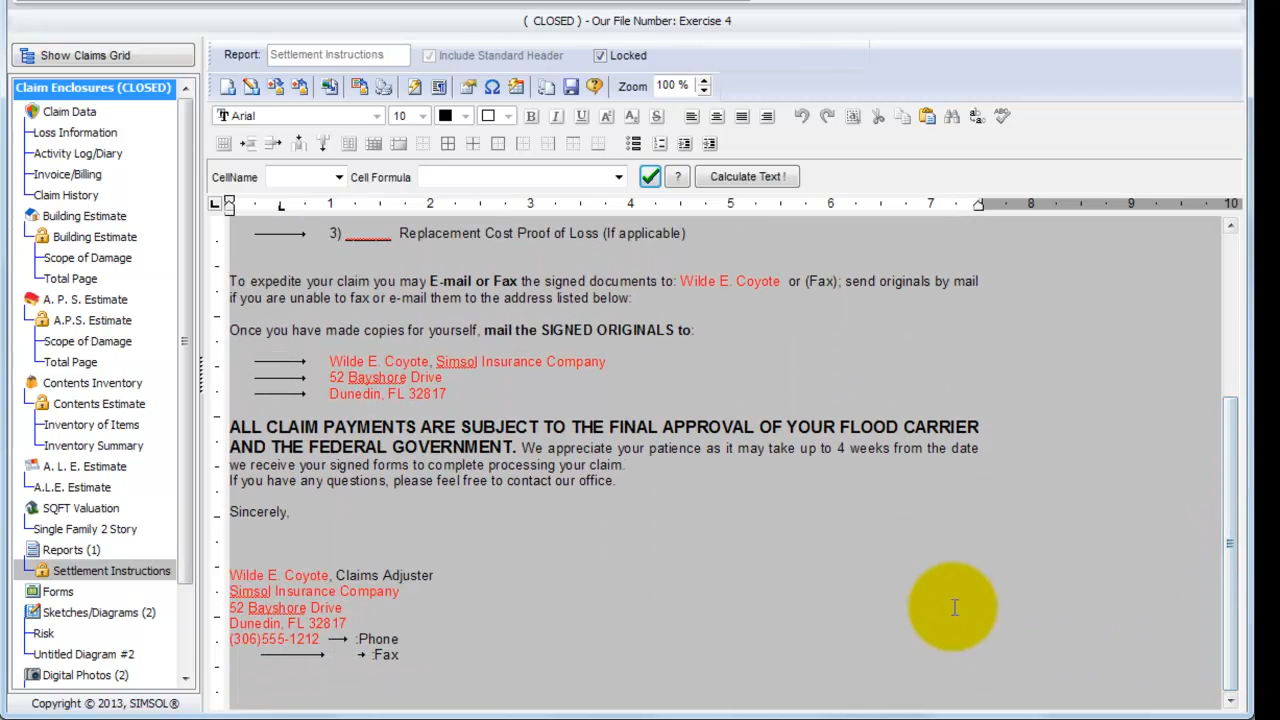 ( CLOSED ) - Our File Number: Exercise 4
Show Claims Grid
Report: Settlement Instructions Include Standard Header Locked
Claim Enclosures (CLOSED)
Claim Data
Loss Information
Activity Log/Diary
Invoice/Billing
Claim History
Building Estimate
Building Estimate
Scope of Damage
Total Page
A. P. S. Estimate
A.P.S. Estimate
Scope of Damage
Total Page
Contents Inventory
Contents Estimate
Inventory of Items
Inventory Summary
A. L. E. Estimate
A.L.E. Estimate
SQFT Valuation
Single Family 2 Story
Reports (1)
Settlement Instructions
Forms
Sketches/Diagrams (2)
Risk
Untitled Diagram #2
Digital Photos (2)
Copyright © 2013, SIMSOL®
Zoom 100 %
Arial 10 B I U
CellName Cell Formula ? Calculate Text !
1 2 3 4 5 6 7 8 9 10
3) ______ Replacement Cost Proof of Loss (If applicable)
To expedite your claim you may E-mail or Fax the signed documents to: Wilde E. Coyote or (Fax); send originals by mail
if you are unable to fax or e-mail them to the address listed below:
Once you have made copies for yourself, mail the SIGNED ORIGINALS to:
Wilde E. Coyote, Simsol Insurance Company
52 Bayshore Drive
Dunedin, FL 32817
ALL CLAIM PAYMENTS ARE SUBJECT TO THE FINAL APPROVAL OF YOUR FLOOD CARRIER
AND THE FEDERAL GOVERNMENT. We appreciate your patience as it may take up to 4 weeks from the date
we receive your signed forms to complete processing your claim.
If you have any questions, please feel free to contact our office.
Sincerely,
Wilde E. Coyote, Claims Adjuster
Simsol Insurance Company
52 Bayshore Drive
Dunedin, FL 32817
(306)555-1212 :Phone
:Fax